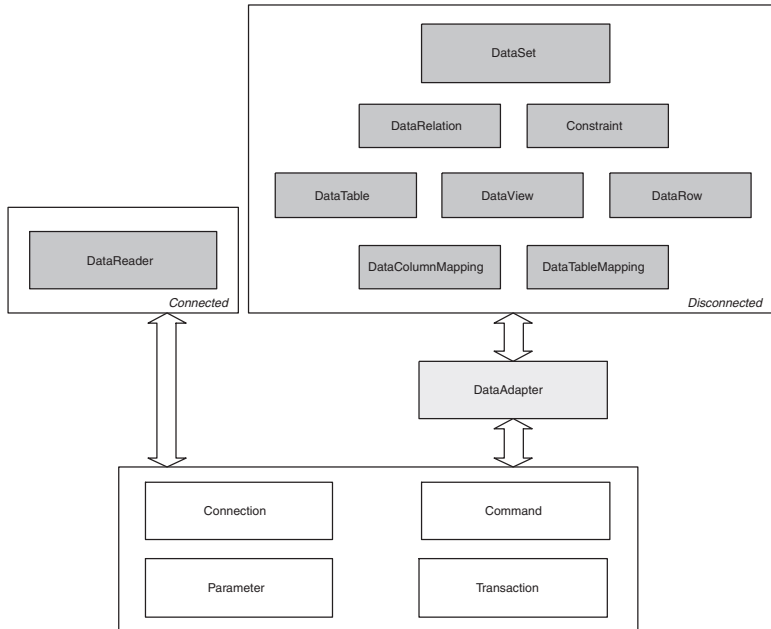 DataSet
DataRelation
Constraint
DataTable
DataView
DataRow
DataReader
DataColumnMapping
DataTableMapping
Connected
Disconnected
DataAdapter
Connection
Command
Parameter
Transaction